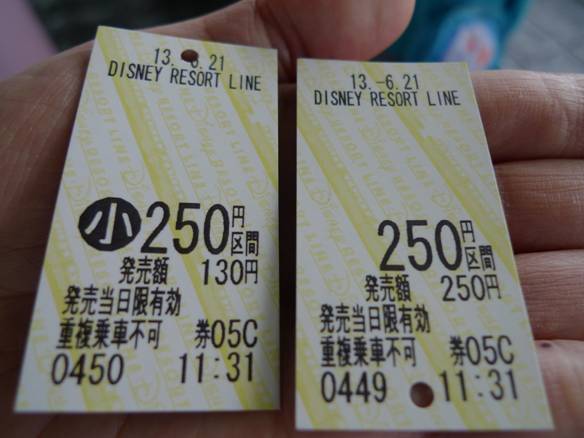 13.-6.21
DISNEY RESORT LINE
小250円区間
発売額 130円
発売当日限有効
重複乗車不可 券05C
0450 11:31
13.-6.21
DISNEY RESORT LINE
250円区間
発売額 250円
発売当日限有効
重複乗車不可 券05C
0449 11:31